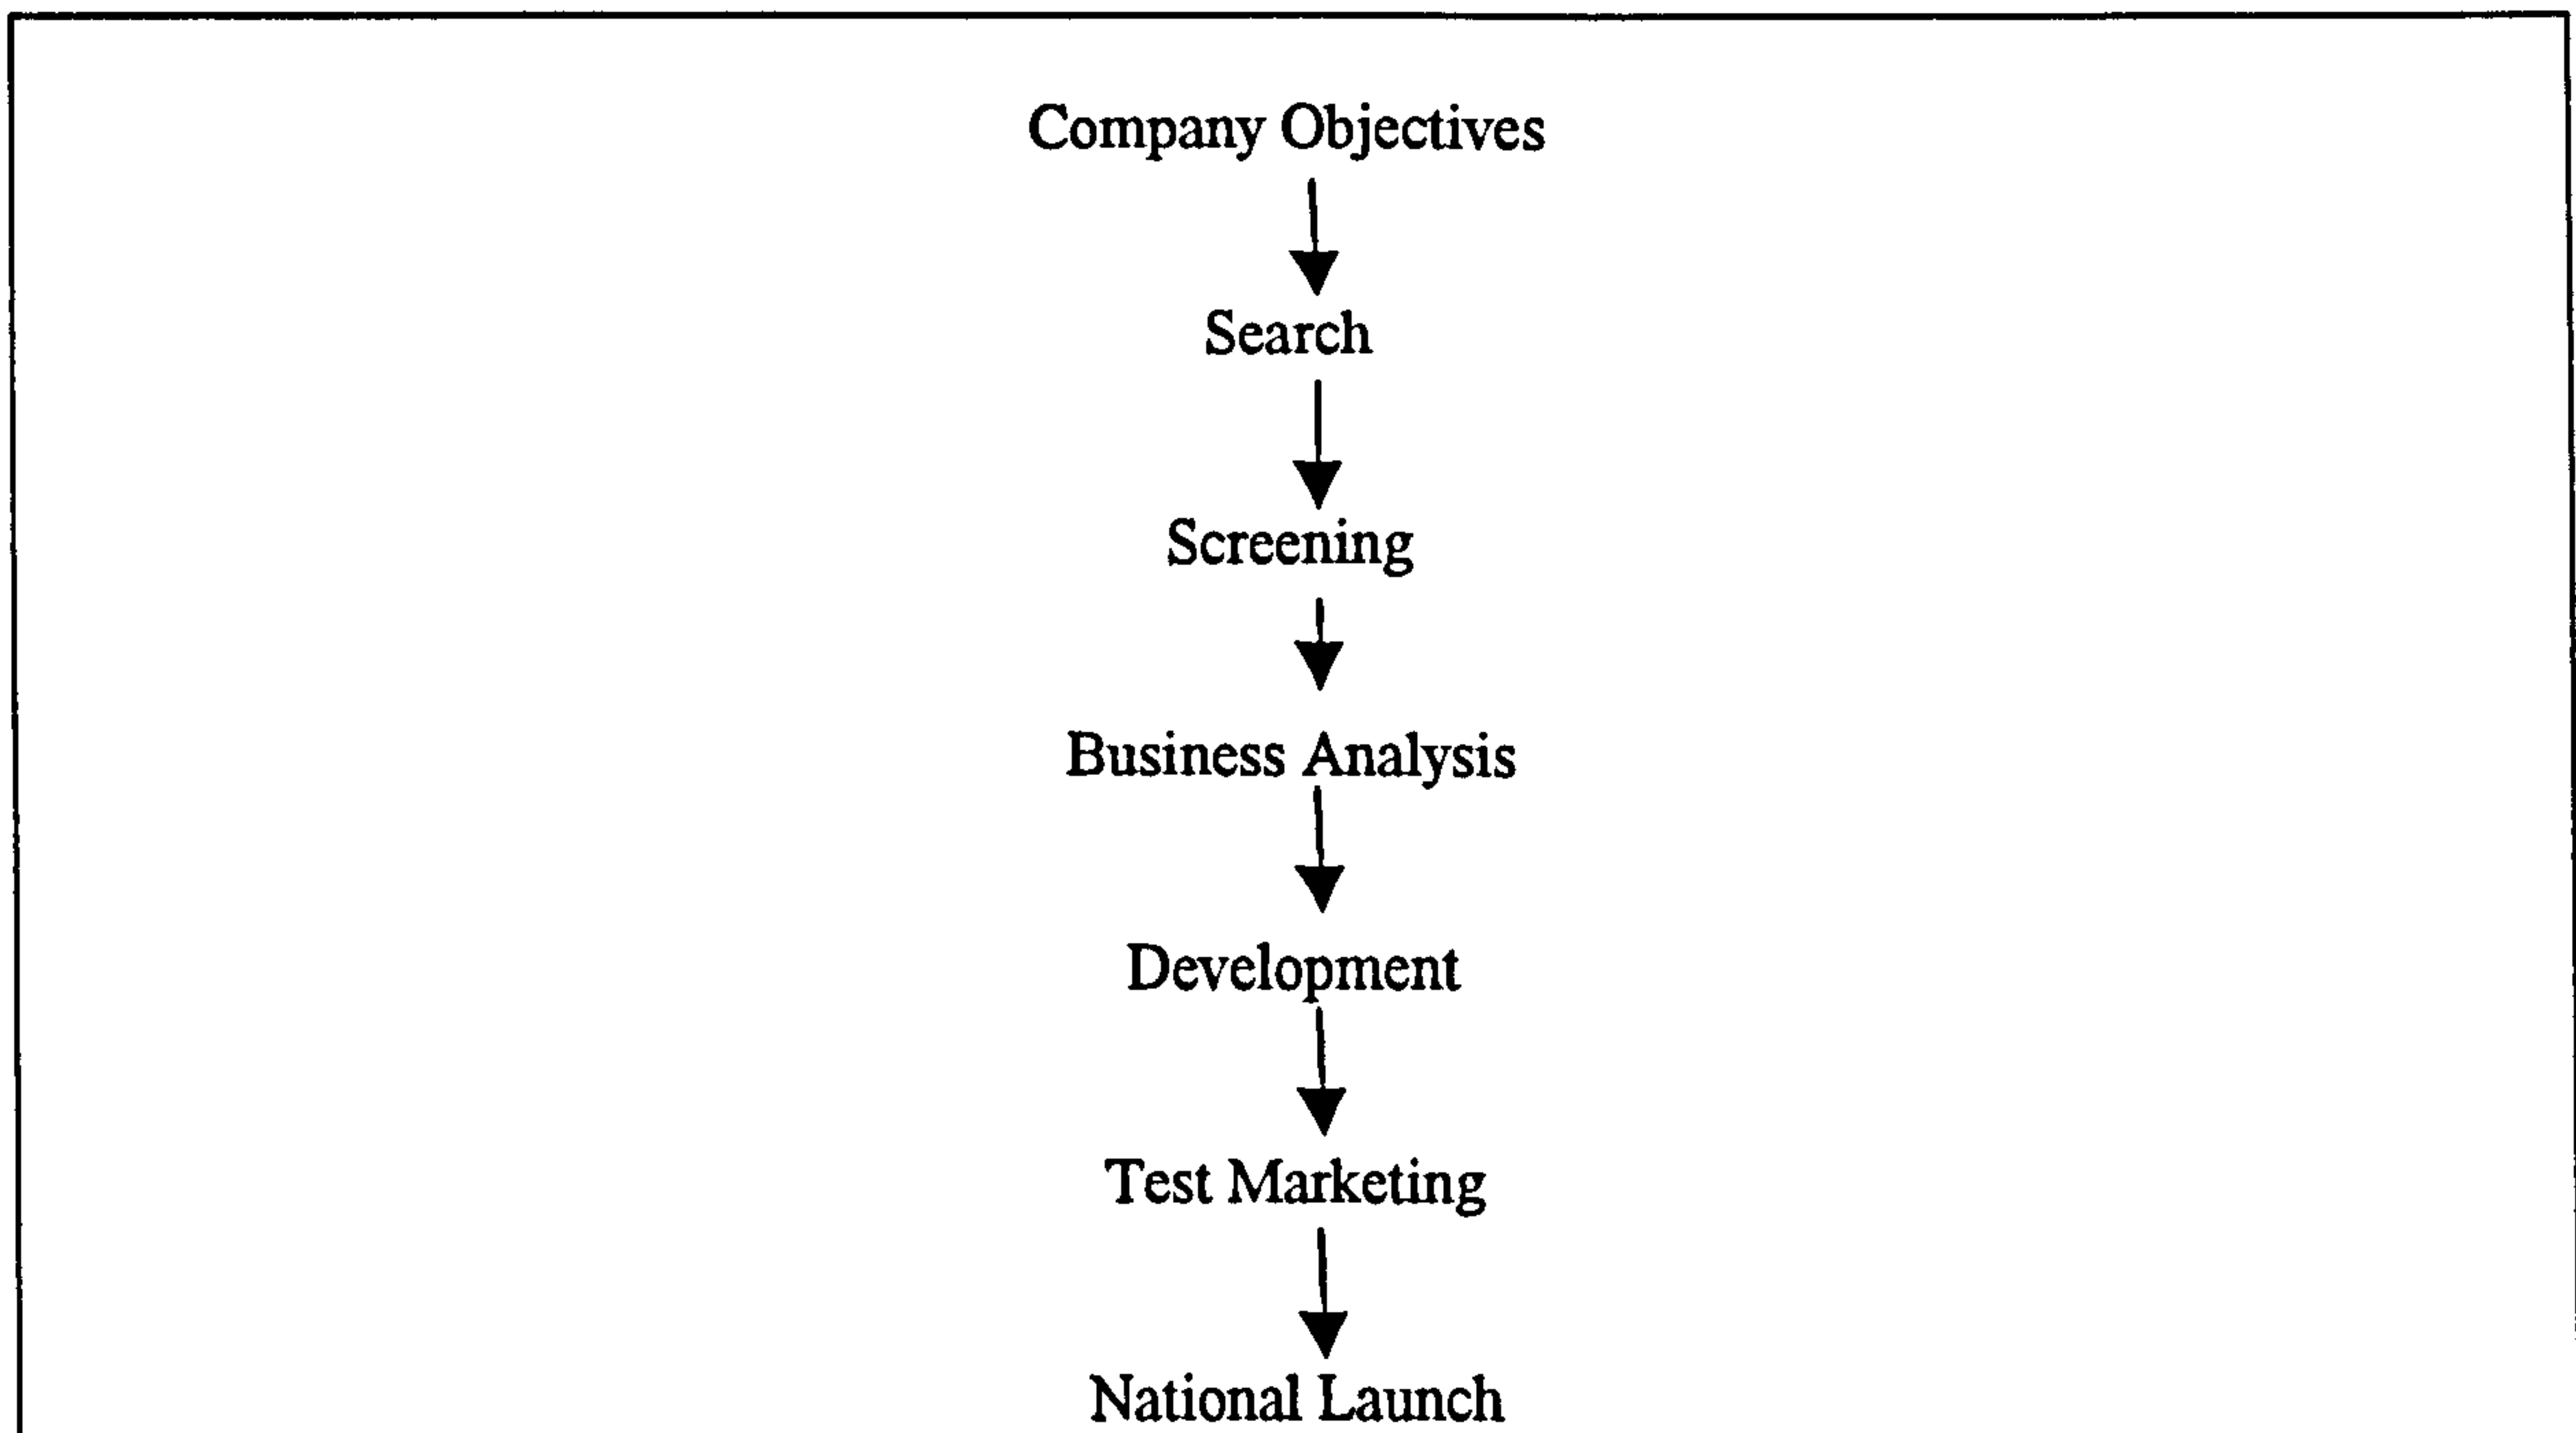 Company Objectives
Search
Screening
Business Analysis
Development
Test Marketing
National Launch